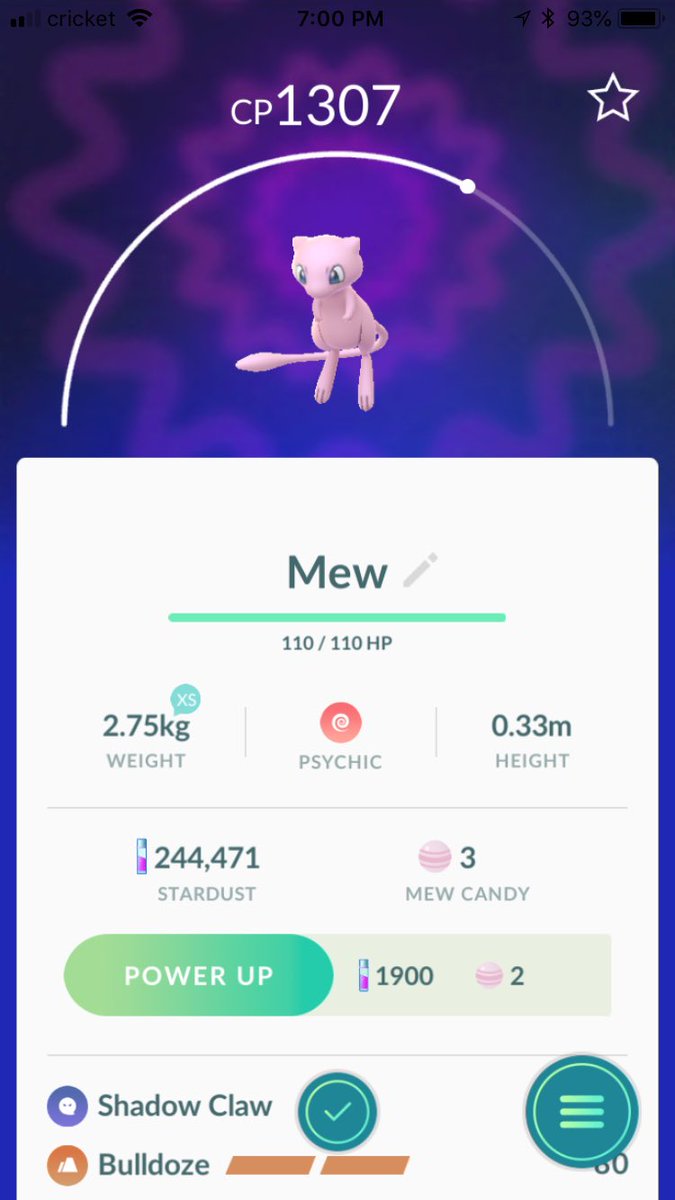 cricket 7:00 PM 93%
CP1307
Mew
110 / 110 HP
XS
2.75kg 0.33m
WEIGHT PSYCHIC HEIGHT
244,471 3
STARDUST MEW CANDY
POWER UP 1900 2
Shadow Claw
Bulldoze 80